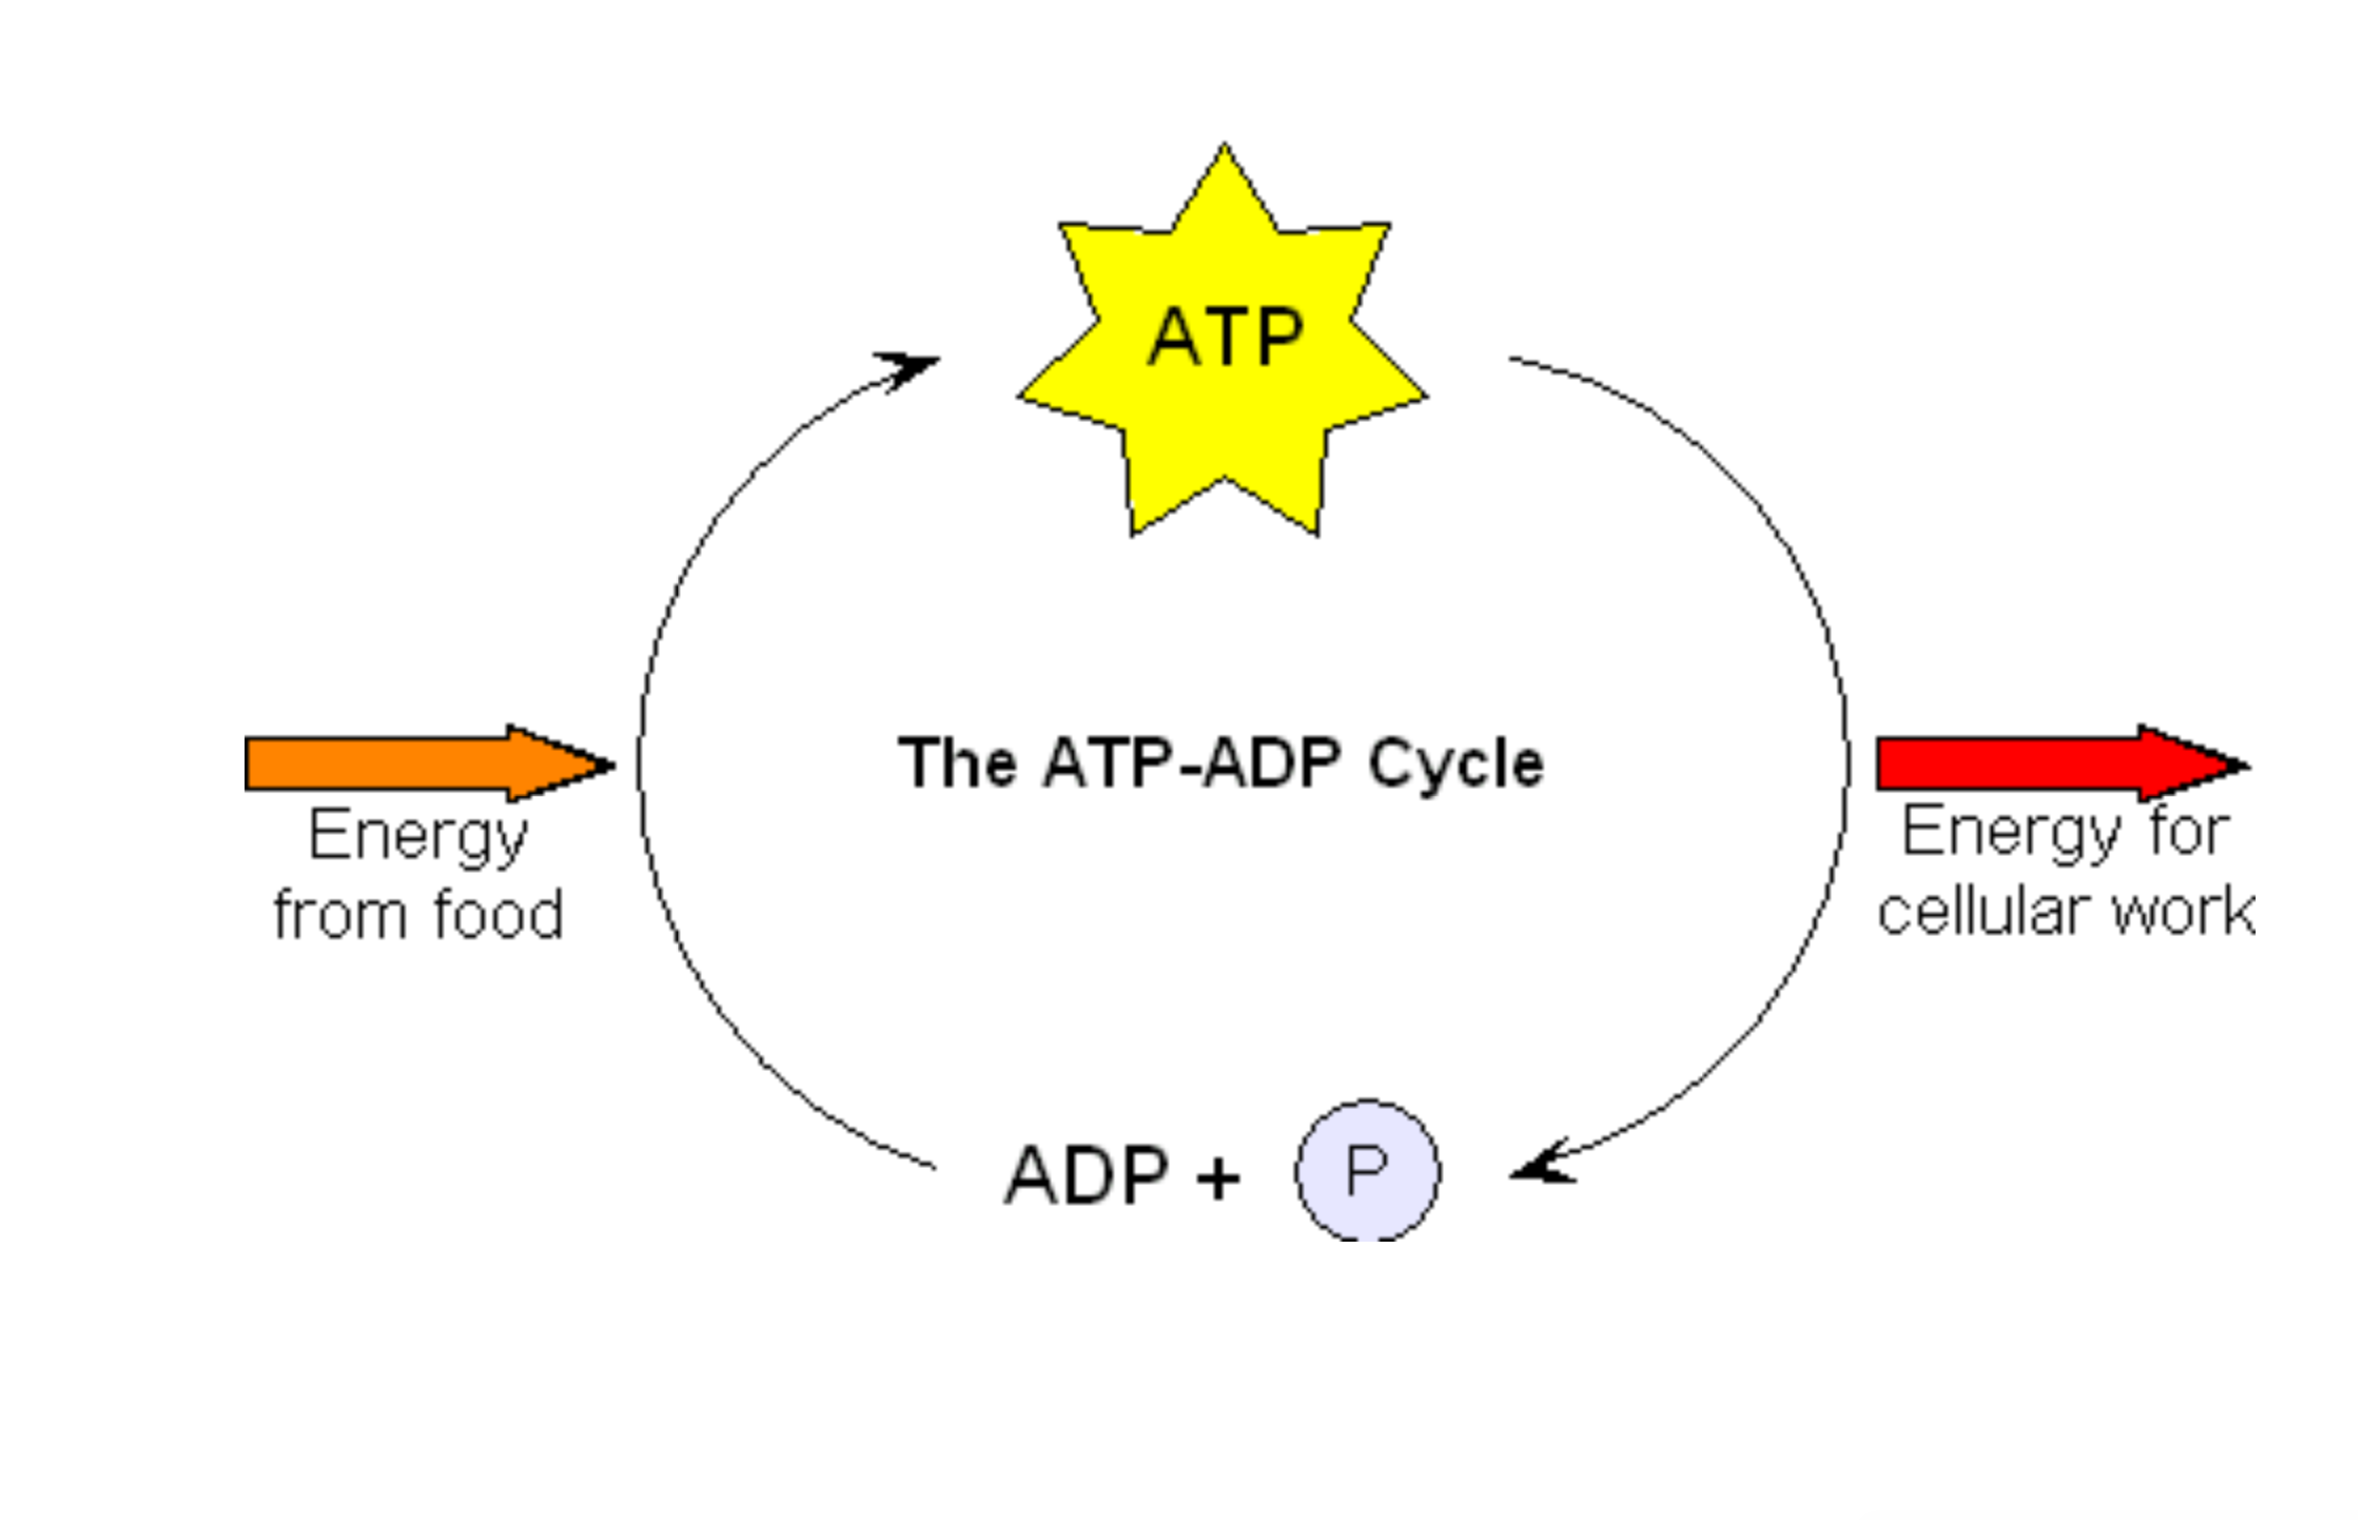 ATP
The ATP-ADP Cycle
Energy
from food
Energy for
cellular work
ADP + P